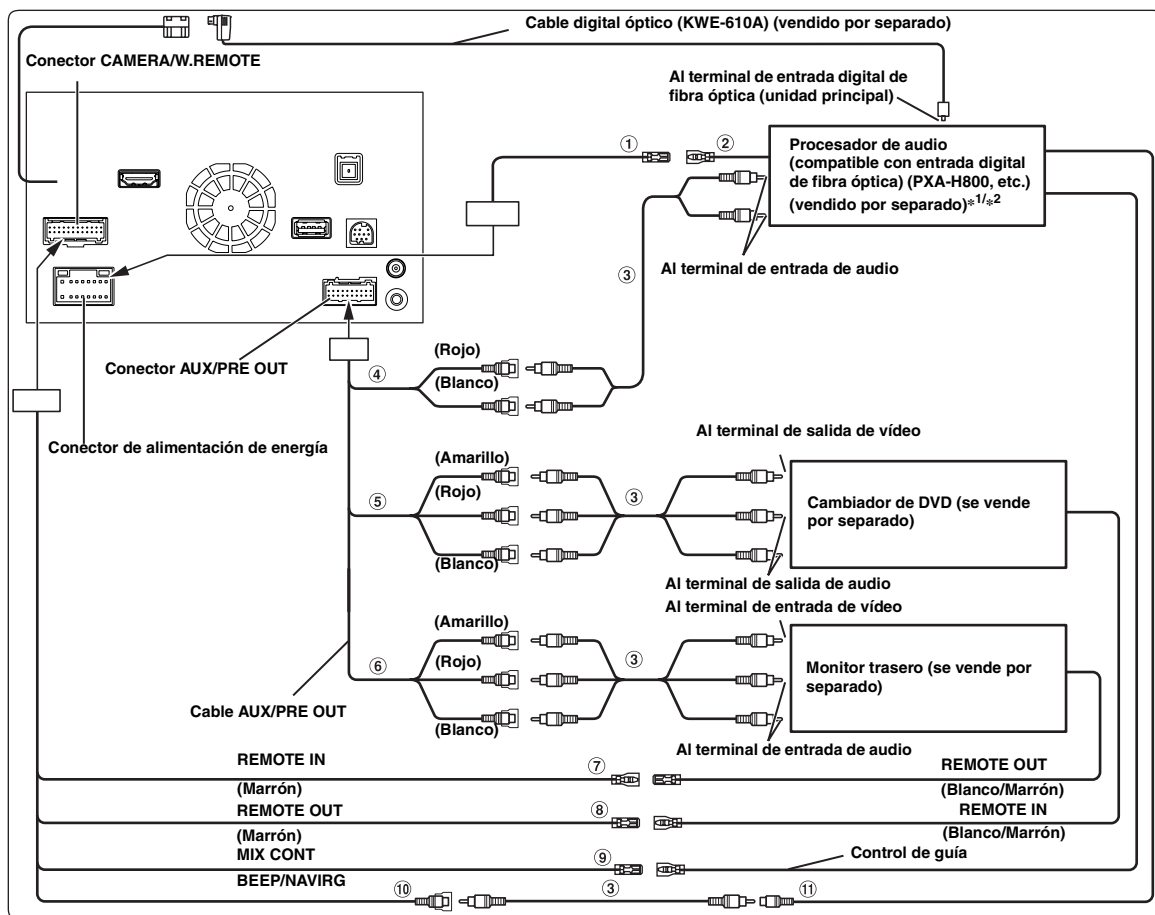 Cable digital óptico (KWE-610A) (vendido por separado)
Conector CAMERA/W.REMOTE
Al terminal de entrada digital de
fibra óptica (unidad principal)
①
②
Procesador de audio
(compatible con entrada digital
de fibra óptica) (PXA-H800, etc.)
(vendido por separado)*1/*2
Al terminal de entrada de audio
③
Conector AUX/PRE OUT
④
(Rojo)
(Blanco)
Conector de alimentación de energía
Al terminal de salida de vídeo
(Amarillo)
⑤
(Rojo)
③
(Blanco)
Cambiador de DVD (se vende
por separado)
Al terminal de salida de audio
Al terminal de entrada de vídeo
(Amarillo)
⑥
(Rojo)
③
(Blanco)
Monitor trasero (se vende por
separado)
Cable AUX/PRE OUT
Al terminal de entrada de audio
REMOTE IN
⑦
REMOTE OUT
(Marrón)
(Blanco/Marrón)
REMOTE OUT
⑧
REMOTE IN
(Marrón)
(Blanco/Marrón)
MIX CONT
⑨
Control de guía
BEEP/NAVIRG
⑩
③
⑪